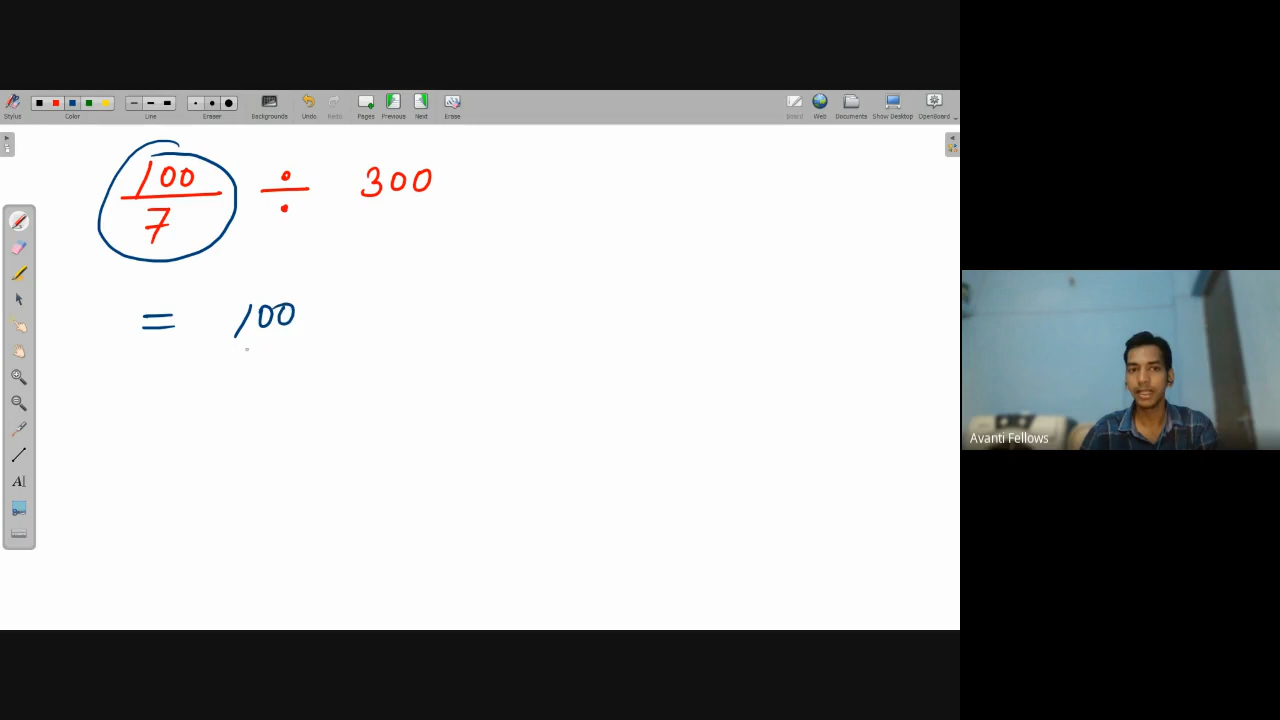 Stylus
Color
Line
Eraser
Backgrounds
Undo
Redo
Pages
Previous
Next
Erase
Board
Web
Documents
Show Desktop
OpenBoard
100
7
÷ 300
= 100
AI
Avanti Fellows